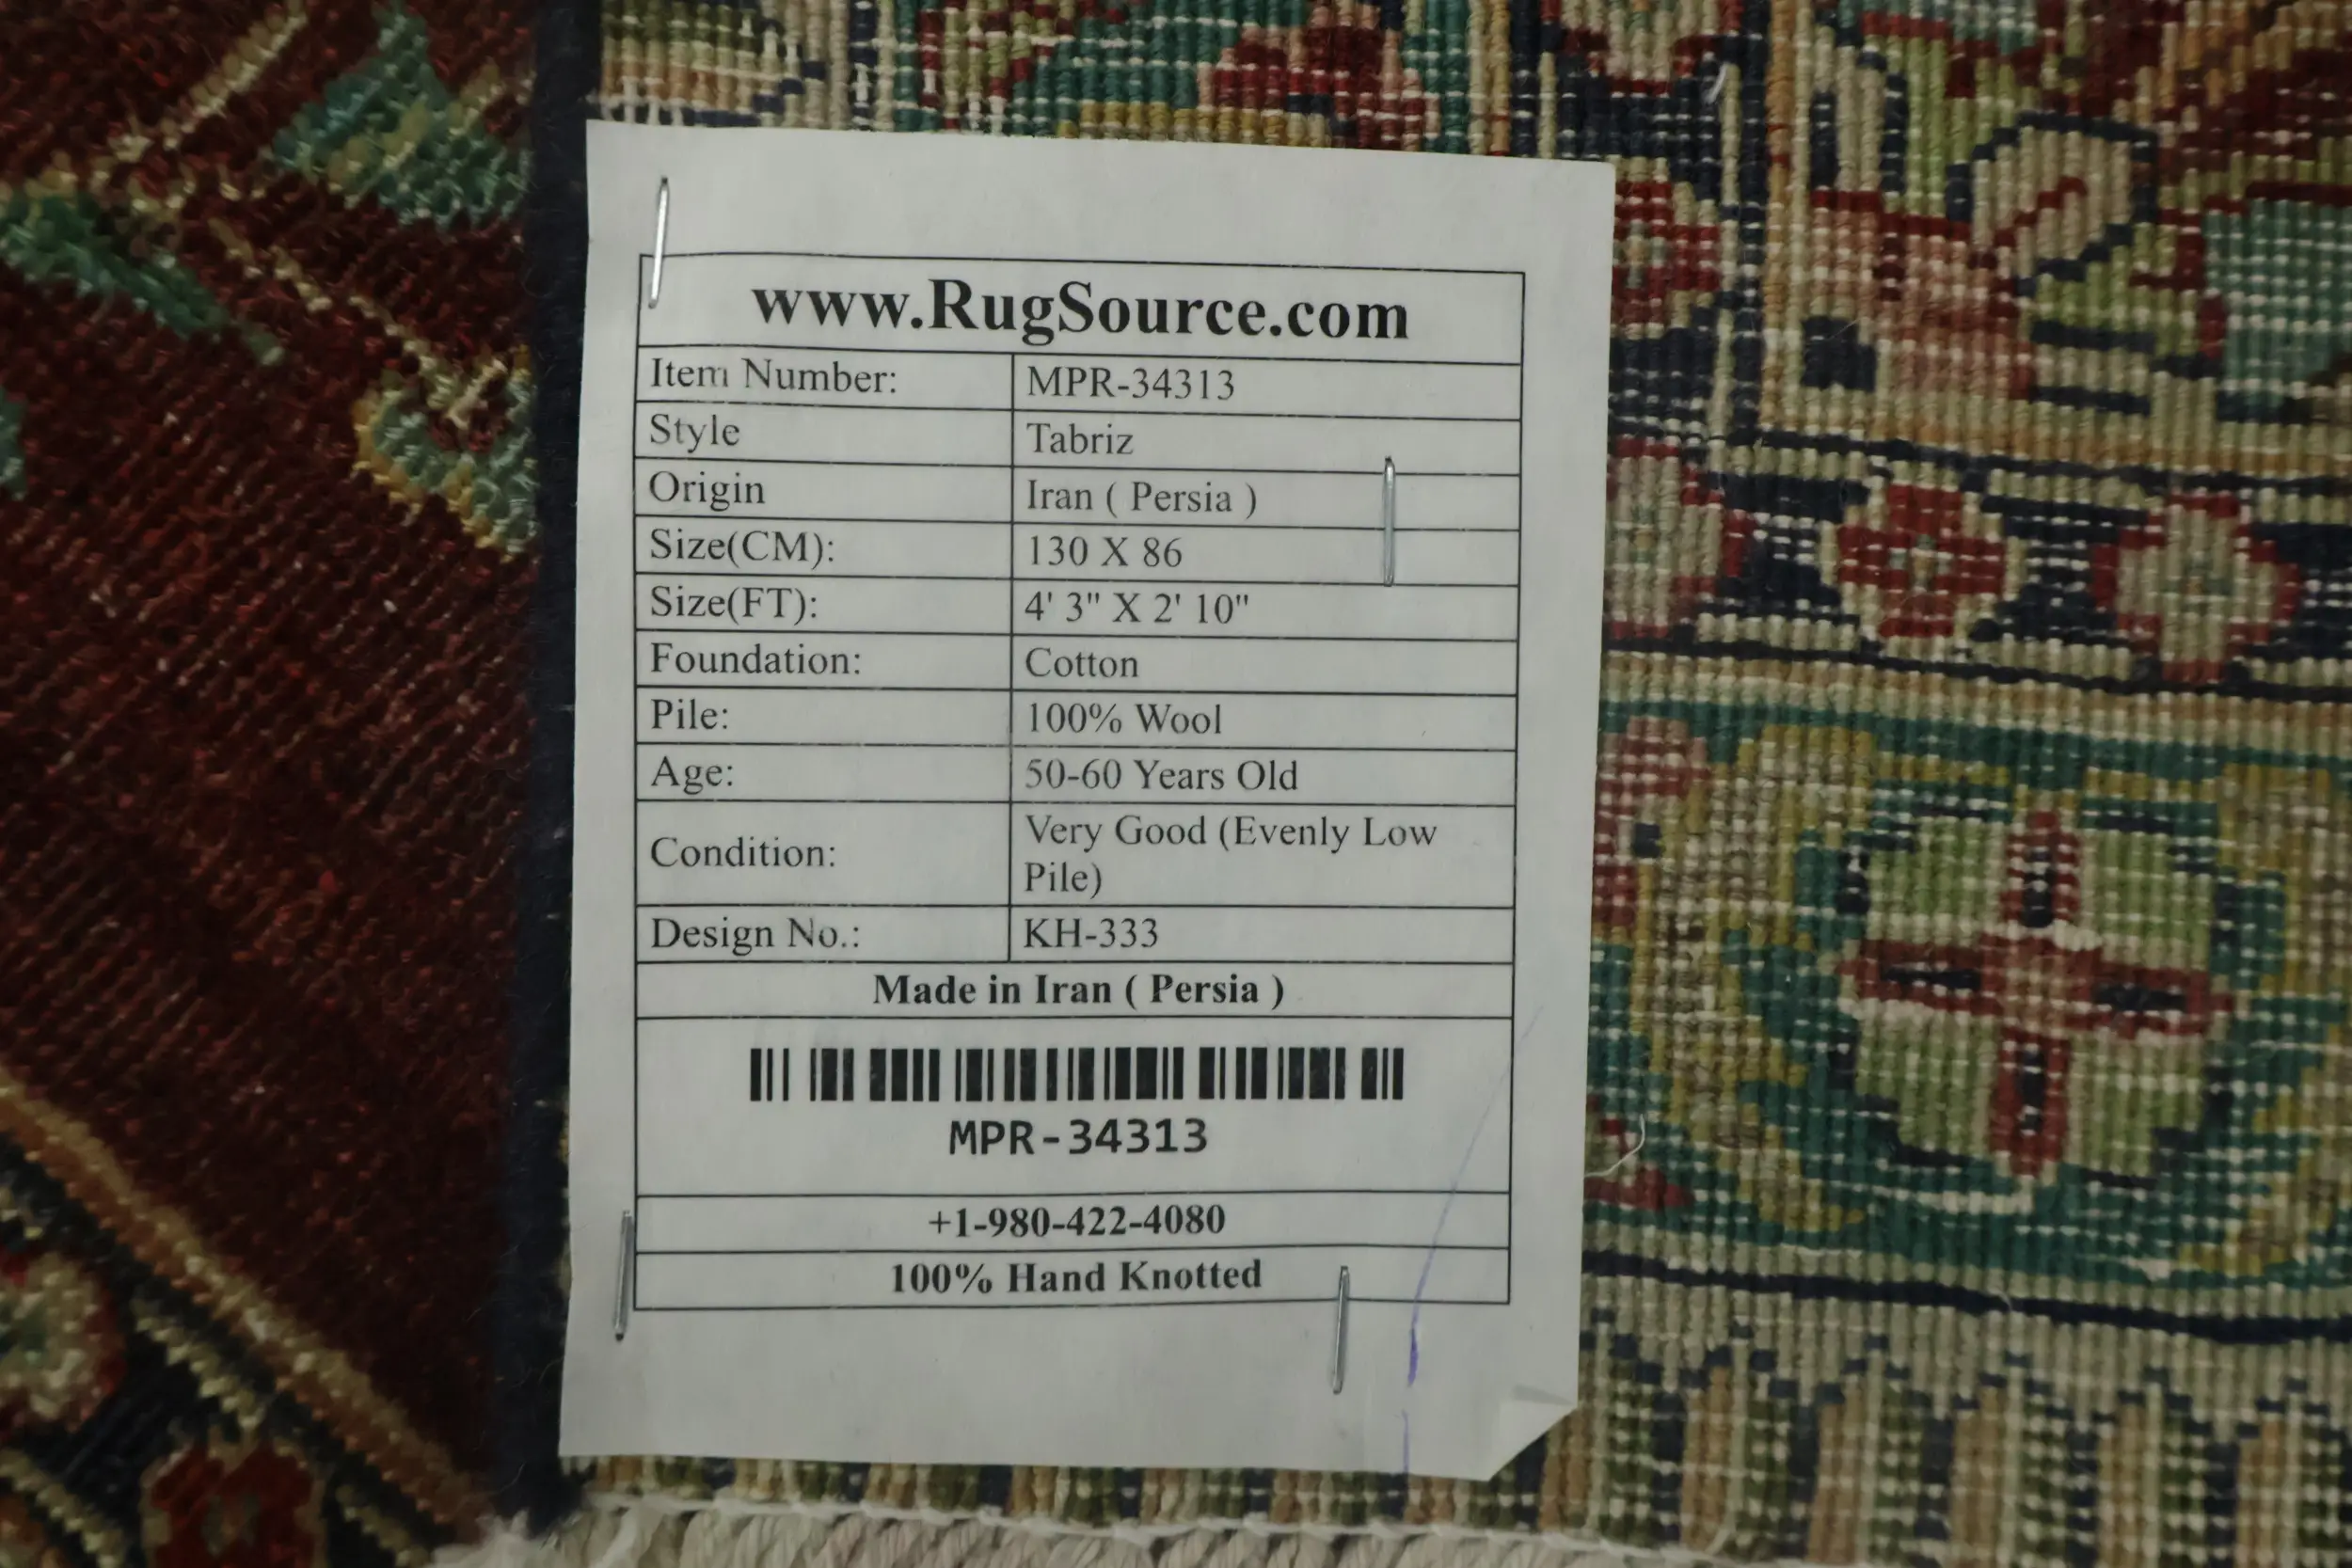 www.RugSource.com
Item Number: MPR-34313
Style Tabriz
Origin Iran ( Persia )
Size(CM): 130 X 86
Size(FT): 4' 3" X 2' 10"
Foundation: Cotton
Pile: 100% Wool
Age: 50-60 Years Old
Condition: Very Good (Evenly Low
Pile)
Design No.: KH-333
Made in Iran ( Persia )
MPR-34313
+1-980-422-4080
100% Hand Knotted